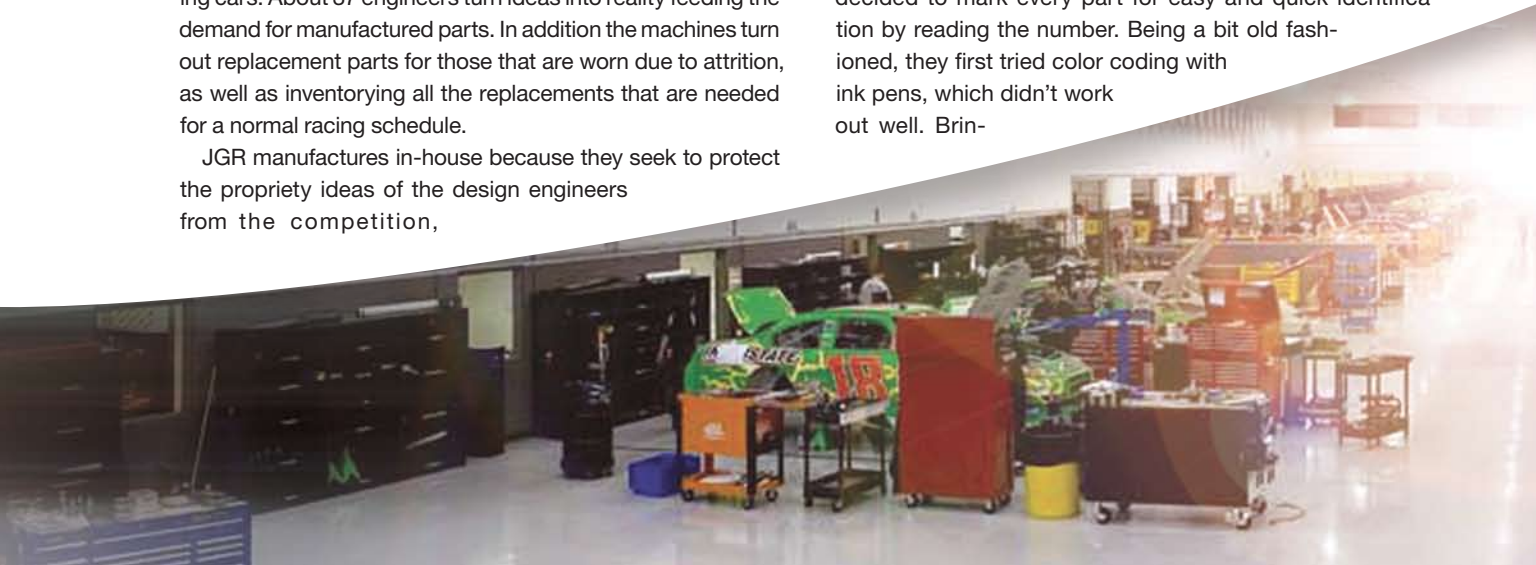 ing cars. About 37 engineers turn ideas into reality feeding the
demand for manufactured parts. In addition the machines turn
out replacement parts for those that are worn due to attrition,
as well as inventorying all the replacements that are needed
for a normal racing schedule.
JGR manufactures in-house because they seek to protect
the propriety ideas of the design engineers
from the competition,
decided to mark every part for easy and quick identifica
tion by reading the number. Being a bit old fash-
ioned, they first tried color coding with
ink pens, which didn't work
out well. Brin-
STATE
18